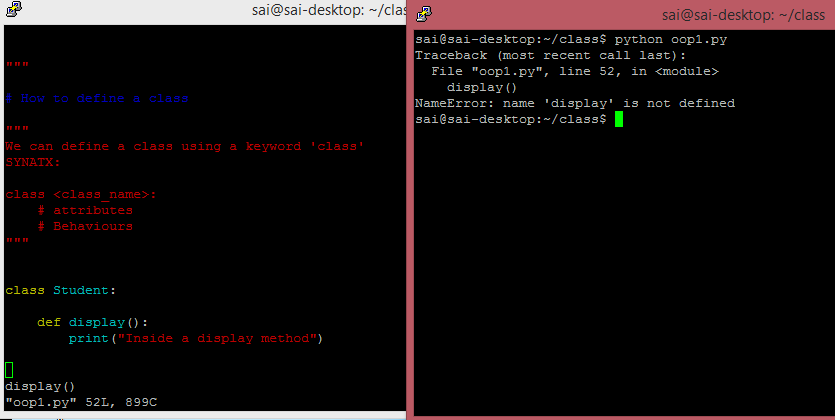 sai@sai-desktop: ~/clas
"""
# How to define a class
"""
We can define a class using a keyword 'class'
SYNATX:
class <class_name>:
    # attributes
    # Behaviours
"""
class Student:
    def display():
        print("Inside a display method")
display()
"oop1.py" 52L, 899C
sai@sai-desktop: ~/class
sai@sai-desktop:~/class$ python oop1.py
Traceback (most recent call last):
  File "oop1.py", line 52, in <module>
    display()
NameError: name 'display' is not defined
sai@sai-desktop:~/class$